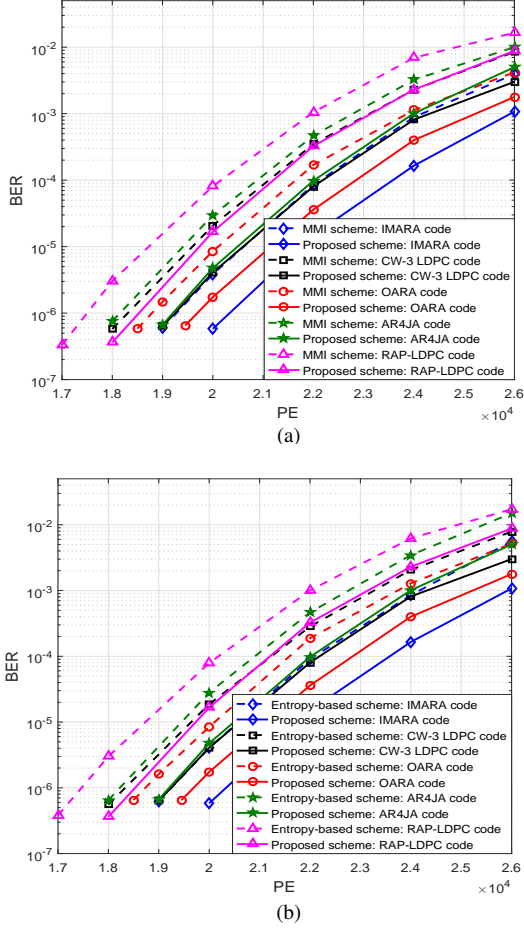 10^-2
10^-3
10^-4
10^-5
10^-6
10^-7
BER
MMI scheme: IMARA code
Proposed scheme: IMARA code
MMI scheme: CW-3 LDPC code
Proposed scheme: CW-3 LDPC code
MMI scheme: OARA code
Proposed scheme: OARA code
MMI scheme: AR4JA code
Proposed scheme: AR4JA code
MMI scheme: RAP-LDPC code
Proposed scheme: RAP-LDPC code
1.7 1.8 1.9 2 2.1 2.2 2.3 2.4 2.5 2.6
PE
×10^4
(a)
10^-2
10^-3
10^-4
10^-5
10^-6
10^-7
BER
Entropy-based scheme: IMARA code
Proposed scheme: IMARA code
Entropy-based scheme: CW-3 LDPC code
Proposed scheme: CW-3 LDPC code
Entropy-based scheme: OARA code
Proposed scheme: OARA code
Entropy-based scheme: AR4JA code
Proposed scheme: AR4JA code
Entropy-based scheme: RAP-LDPC code
Proposed scheme: RAP-LDPC code
1.7 1.8 1.9 2 2.1 2.2 2.3 2.4 2.5 2.6
PE
×10^4
(b)